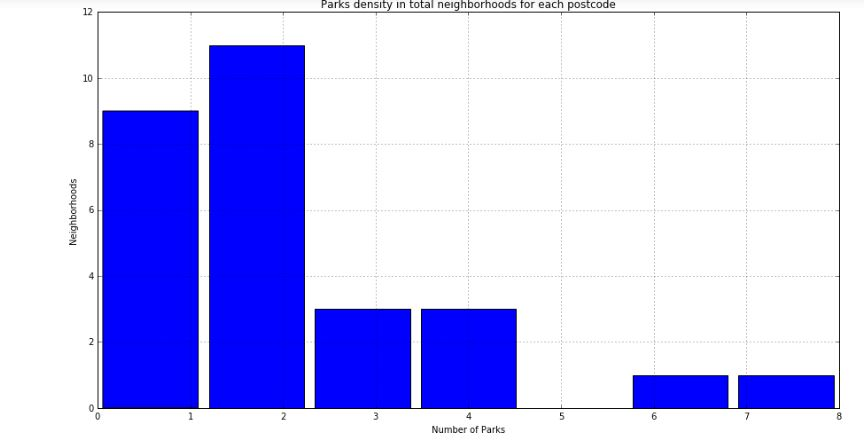 Parks density in total neighborhoods for each postcode
12
10
8
6
4
2
0
Neighborhoods
0 1 2 3 4 5 6 7 8
Number of Parks